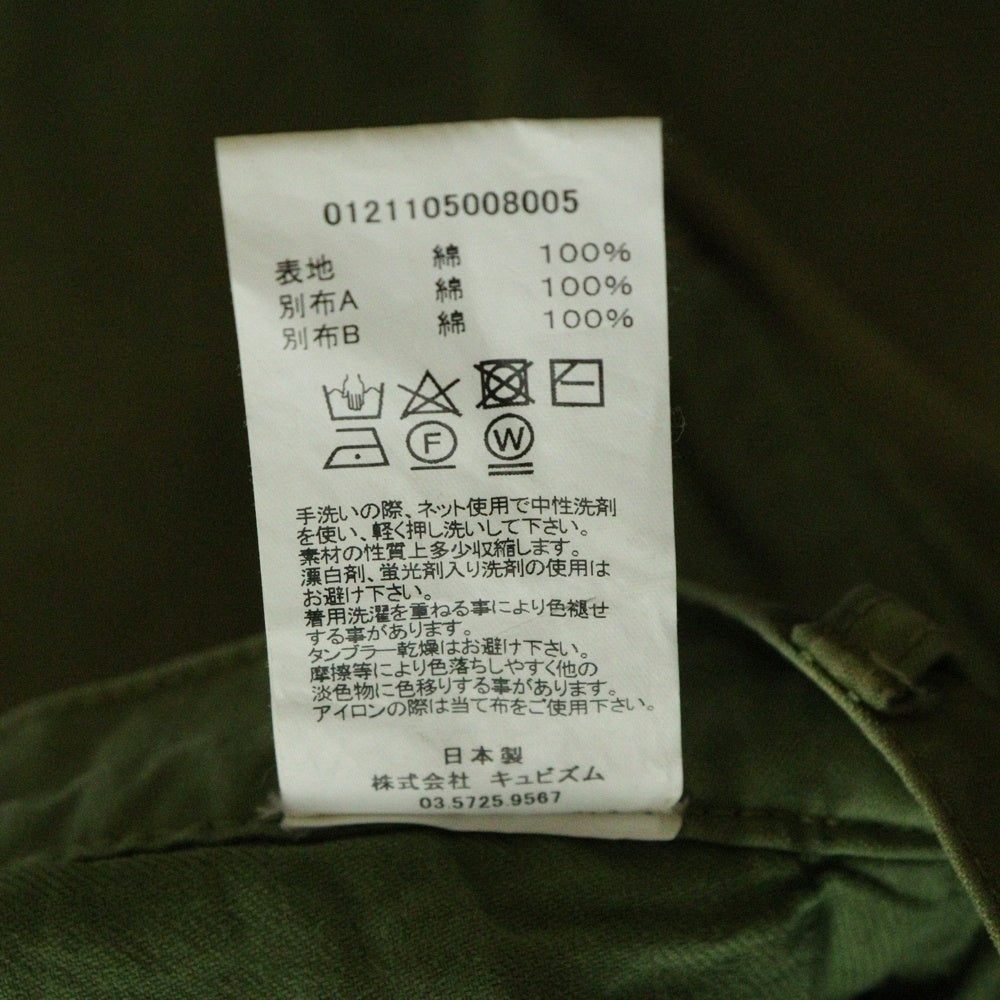 0121105008005
表地 綿 100%
別布A 綿 100%
別布B 綿 100%
F W
手洗いの際、ネット使用で中性洗剤
を使い、軽く押し洗いして下さい。
素材の性質上多少収縮します。
漂白剤、蛍光剤入り洗剤の使用は
お避け下さい。
着用洗濯を重ねる事により色褪せ
する事があります。
タンブラー乾燥はお避け下さい。
摩擦等により色落ちしやすく他の
淡色物に色移りする事があります。
アイロンの際は当て布をご使用下さい。
日本製
株式会社 キュビズム
03.5725.9567